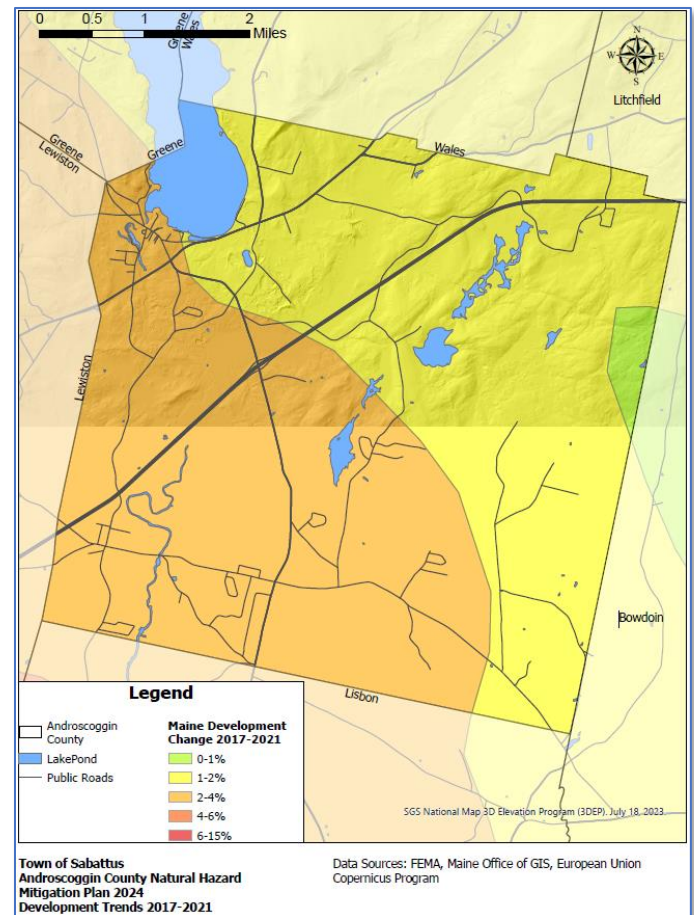 0 0.5 1 2
Miles
N
W E
S
Litchfield
Greene
Wales
Greene
Lewiston
Greene
Wales
Lewiston
Bowdoin
Lisbon
Legend
Androscoggin
County
LakePond
Public Roads
Maine Development
Change 2017-2021
0-1%
1-2%
2-4%
4-6%
6-15%
SGS National Map 3D Elevation Program (3DEP). July 18, 2023.
Town of Sabattus
Androscoggin County Natural Hazard
Mitigation Plan 2024
Development Trends 2017-2021
Data Sources: FEMA, Maine Office of GIS, European Union
Copernicus Program